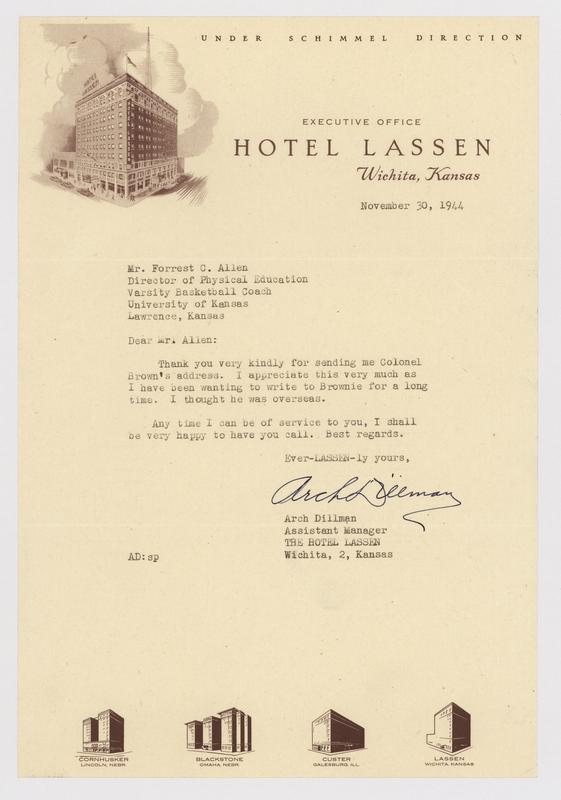 UNDER SCHIMMEL DIRECTION
HOTEL LASSEN
EXECUTIVE OFFICE
HOTEL LASSEN
Wichita, Kansas
November 30, 1944
Mr. Forrest C. Allen
Director of Physical Education
Varsity Basketball Coach
University of Kansas
Lawrence, Kansas
Dear Mr. Allen:
Thank you very kindly for sending me Colonel
Brown's address. I appreciate this very much as
I have been wanting to write to Brownie for a long
time. I thought he was overseas.
Any time I can be of service to you, I shall
be very happy to have you call. Best regards.
Ever-LASSEN-ly yours,
Arch Dillman
Arch Dillman
Assistant Manager
THE HOTEL LASSEN
Wichita, 2, Kansas
AD:sp
CORNHUSKER
LINCOLN, NEBR.
BLACKSTONE
OMAHA, NEBR.
CUSTER
GALESBURG, ILL.
LASSEN
WICHITA, KANSAS